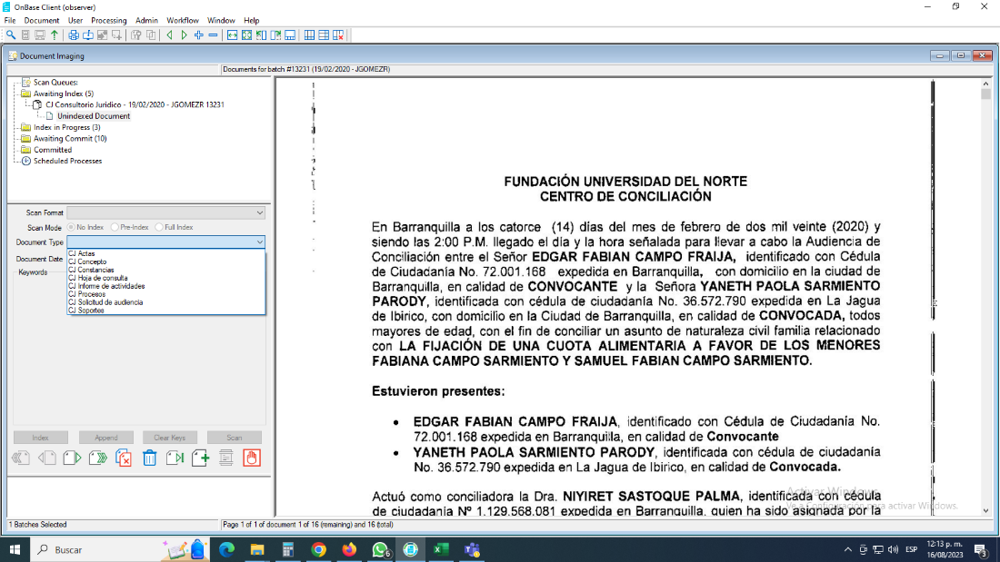 OnBase Client (observer)
File Document User Processing Admin Workflow Window Help
Document Imaging
Documents for batch #13231 (19/02/2020 - JGOMEZR)
Scan Queues:
Awaiting Index (5)
CJ Consultorio Juridico - 19/02/2020 - JGOMEZR 13231
Unindexed Document
Index in Progress (3)
Awaiting Commit (10)
Committed
Scheduled Processes
Scan Format
Scan Mode No Index Pre-Index Full Index
Document Type
Document Date
Keywords
CJ Actas
CJ Concepto
CJ Constancias
CJ Hoja de consulta
CJ Informe de actividades
CJ Procesos
CJ Solicitud de audiencia
CJ Soportes
Index Append Clear Keys Scan
FUNDACIÓN UNIVERSIDAD DEL NORTE
CENTRO DE CONCILIACIÓN
En Barranquilla a los catorce (14) días del mes de febrero de dos mil veinte (2020) y
siendo las 2:00 P.M. llegado el día y la hora señalada para llevar a cabo la Audiencia de
Conciliación entre el Señor EDGAR FABIAN CAMPO FRAIJA, identificado con Cédula
de Ciudadanía No. 72.001.168 expedida en Barranquilla, con domicilio en la ciudad de
Barranquilla, en calidad de CONVOCANTE y la Señora YANETH PAOLA SARMIENTO
PARODY, identificada con cédula de ciudadanía No. 36.572.790 expedida en La Jagua
de Ibirico, con domicilio en la Ciudad de Barranquilla, en calidad de CONVOCADA, todos
mayores de edad, con el fin de conciliar un asunto de naturaleza civil familia relacionado
con LA FIJACIÓN DE UNA CUOTA ALIMENTARIA A FAVOR DE LOS MENORES
FABIANA CAMPO SARMIENTO Y SAMUEL FABIAN CAMPO SARMIENTO.
Estuvieron presentes:
• EDGAR FABIAN CAMPO FRAIJA, identificado con Cédula de Ciudadanía No.
72.001.168 expedida en Barranquilla, en calidad de Convocante
• YANETH PAOLA SARMIENTO PARODY, identificada con cédula de ciudadanía
No. 36.572.790 expedida en La Jagua de Ibirico, en calidad de Convocada.
Actuó como conciliadora la Dra. NIYIRET SASTOQUE PALMA, identificada con cédula
de ciudadanía Nº 1.129.568.081 expedida en Barranquilla, quien ha sido asignada por la
Activar Windows
Ve a Configuración para activar Windows.
1 Batches Selected
Page 1 of 1 of document 1 of 16 (remaining) and 16 (total)
Buscar
6
ESP
12:13 p. m.
16/08/2023
3